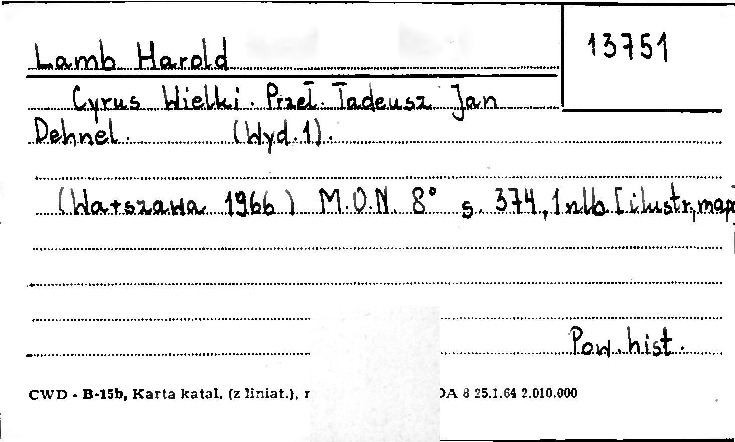 13751
Lamb Harold
Cyrus Wielki. Przeł. Tadeusz Jan
Dehnel. (Wyd.1).
(Warszawa 1966) M.O.N. 8° s. 374, 1 nlb [ilustr, map
Pow. hist.
CWD - B-15b, Karta katal. (z liniat.), DA 8 25.1.64 2.010.000